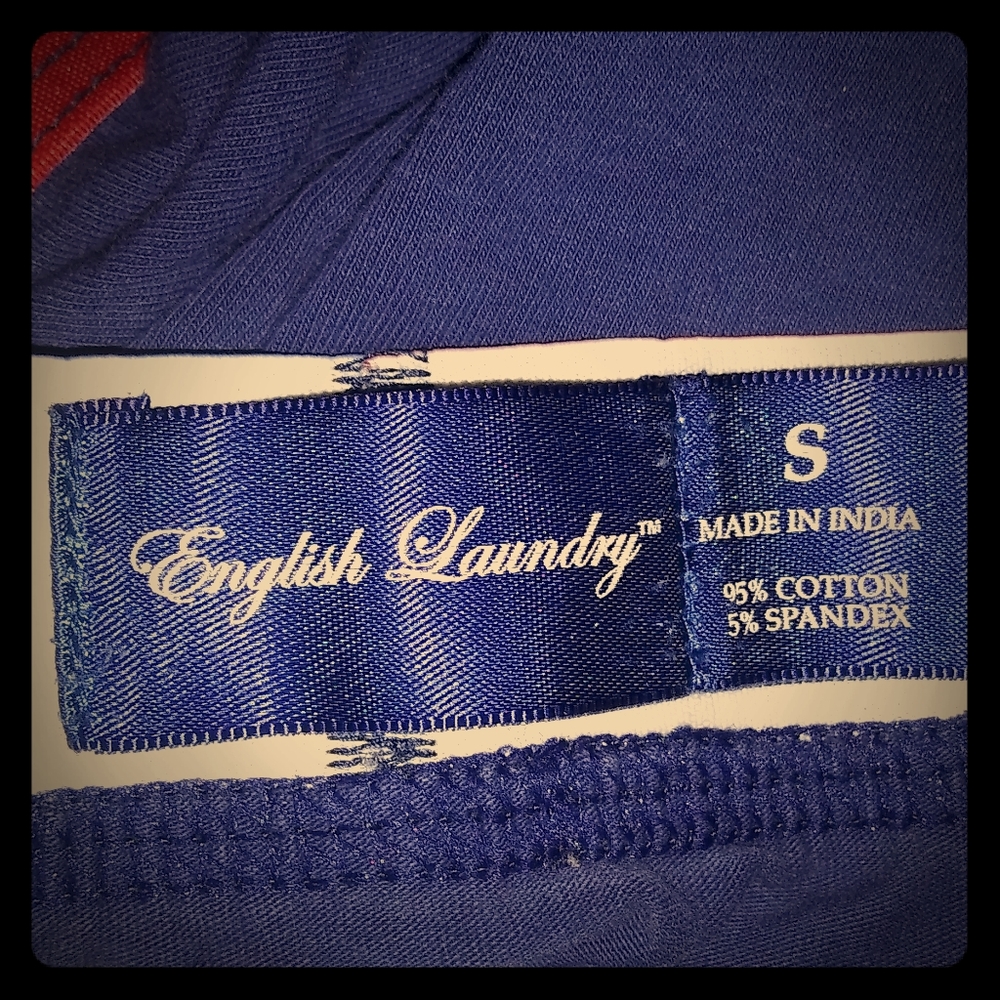 English Laundry™
S
MADE IN INDIA
95% COTTON
5% SPANDEX